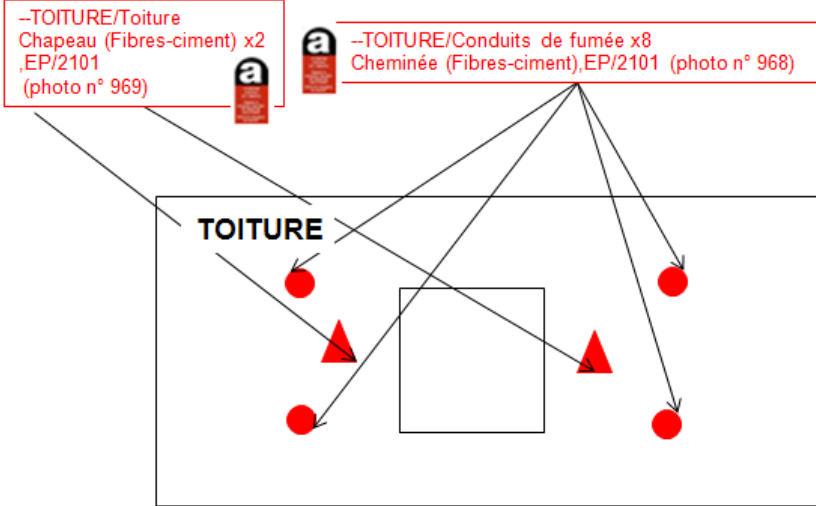 --TOITURE/Toiture
Chapeau (Fibres-ciment) x2
,EP/2101
(photo n° 969)
a
--TOITURE/Conduits de fumée x8
Cheminée (Fibres-ciment),EP/2101 (photo n° 968)
a
TOITURE